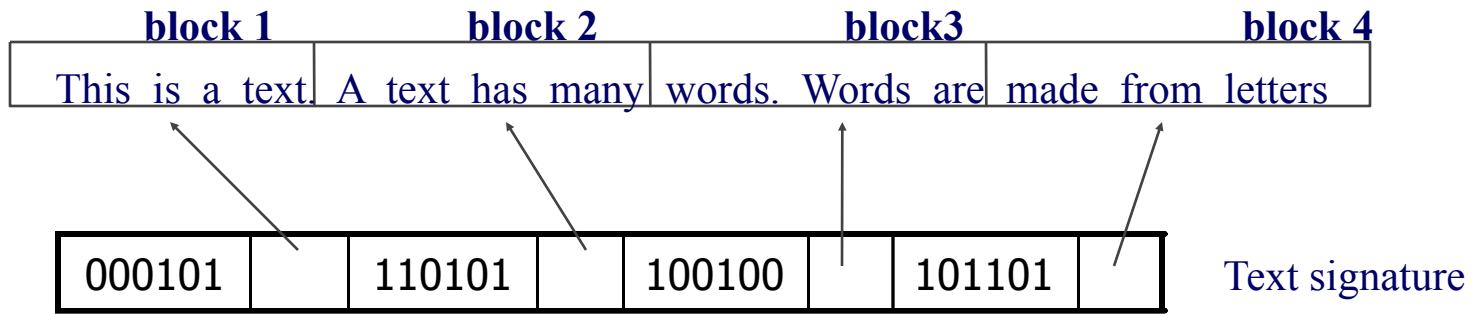 block 1 block 2 block3 block 4
This is a text. A text has many words. Words are made from letters
000101 110101 100100 101101 Text signature